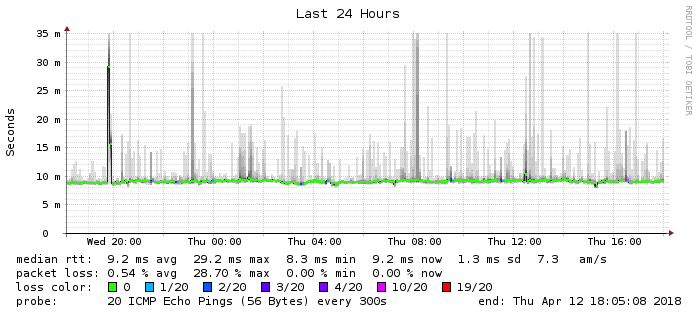 Last 24 Hours
RRDTOOL / TOBI OETIKER
Seconds
35 m
30 m
25 m
20 m
15 m
10 m
5 m
0
Wed 20:00 Thu 00:00 Thu 04:00 Thu 08:00 Thu 12:00 Thu 16:00
median rtt: 9.2 ms avg 29.2 ms max 8.3 ms min 9.2 ms now 1.3 ms sd 7.3 am/s
packet loss: 0.54 % avg 28.70 % max 0.00 % min 0.00 % now
loss color: 0 1/20 2/20 3/20 4/20 10/20 19/20
probe: 20 ICMP Echo Pings (56 Bytes) every 300s end: Thu Apr 12 18:05:08 2018